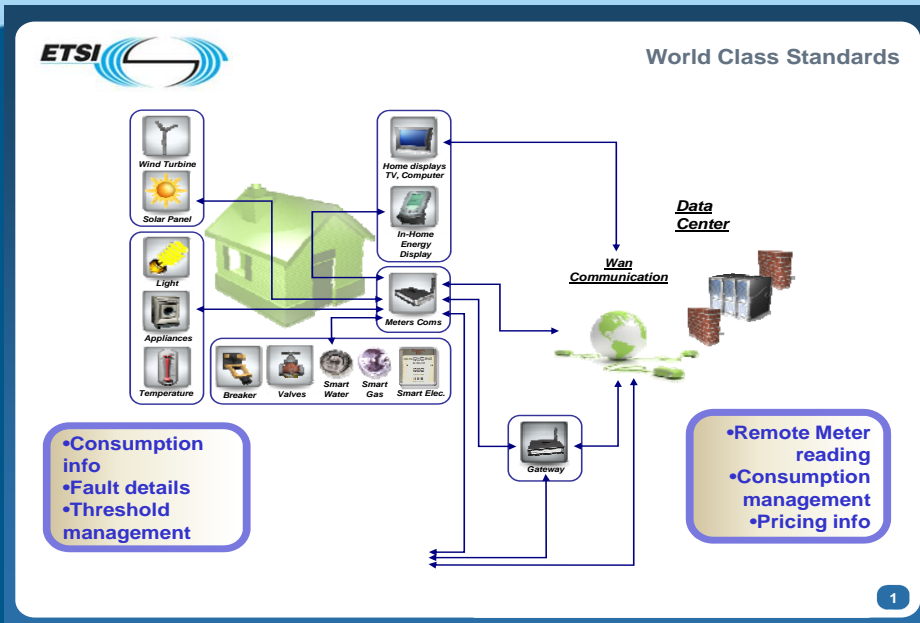 ETSI
World Class Standards
Wind Turbine
Solar Panel
Light
Appliances
Temperature
Home displays
TV, Computer
In-Home
Energy
Display
Meters Coms
Breaker
Valves
Smart
Water
Smart
Gas
Smart Elec.
Data
Center
Wan
Communication
Gateway
•Consumption
info
•Fault details
•Threshold
management
•Remote Meter
reading
•Consumption
management
•Pricing info
1